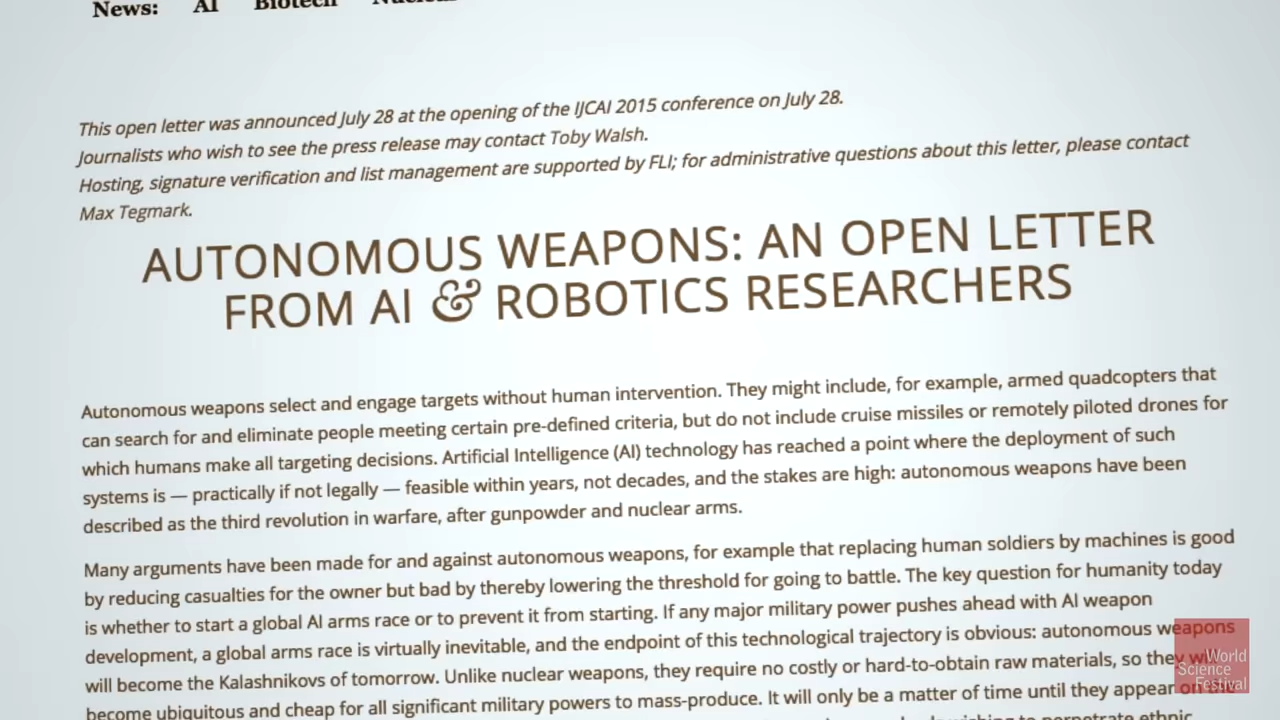 News: AI Biotech
This open letter was announced July 28 at the opening of the IJCAI 2015 conference on July 28.
Journalists who wish to see the press release may contact Toby Walsh.
Hosting, signature verification and list management are supported by FLI; for administrative questions about this letter, please contact
Max Tegmark.
AUTONOMOUS WEAPONS: AN OPEN LETTER
FROM AI & ROBOTICS RESEARCHERS
Autonomous weapons select and engage targets without human intervention. They might include, for example, armed quadcopters that
can search for and eliminate people meeting certain pre-defined criteria, but do not include cruise missiles or remotely piloted drones for
which humans make all targeting decisions. Artificial Intelligence (AI) technology has reached a point where the deployment of such
systems is — practically if not legally — feasible within years, not decades, and the stakes are high: autonomous weapons have been
described as the third revolution in warfare, after gunpowder and nuclear arms.
Many arguments have been made for and against autonomous weapons, for example that replacing human soldiers by machines is good
by reducing casualties for the owner but bad by thereby lowering the threshold for going to battle. The key question for humanity today
is whether to start a global AI arms race or to prevent it from starting. If any major military power pushes ahead with AI weapon
development, a global arms race is virtually inevitable, and the endpoint of this technological trajectory is obvious: autonomous weapons
will become the Kalashnikovs of tomorrow. Unlike nuclear weapons, they require no costly or hard-to-obtain raw materials, so they will
become ubiquitous and cheap for all significant military powers to mass-produce. It will only be a matter of time until they appear on
to perpetrate ethnic
World
Science
Festival